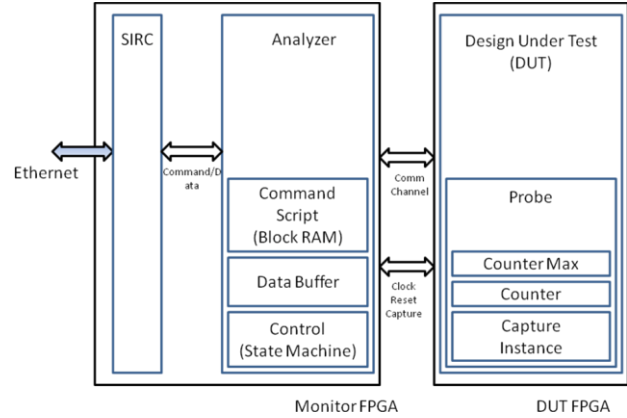 SIRC
Analyzer
Design Under Test
(DUT)
Ethernet
Command/D
ata
Comm
Channel
Command
Script
(Block RAM)
Probe
Data Buffer
Clock
Reset
Capture
Counter Max
Counter
Control
(State Machine)
Capture
Instance
Monitor FPGA
DUT FPGA